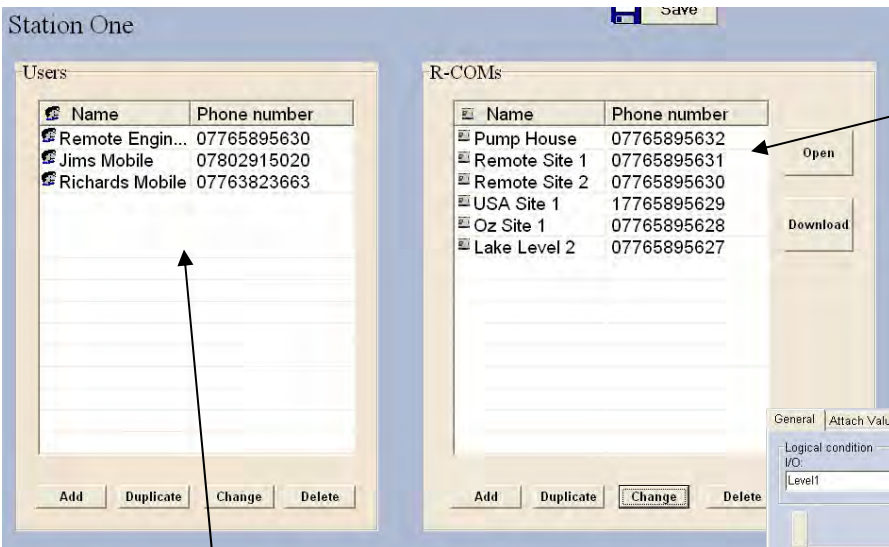 Save
Station One
Users
Name Phone number
Remote Engin... 07765895630
Jims Mobile 07802915020
Richards Mobile 07763823663
Add Duplicate Change Delete
R-COMs
Name Phone number
Pump House 07765895632
Remote Site 1 07765895631
Remote Site 2 07765895630
USA Site 1 17765895629
Oz Site 1 07765895628
Lake Level 2 07765895627
Open
Download
Add Duplicate Change Delete
General Attach Valu
Logical condition
I/O:
Level1